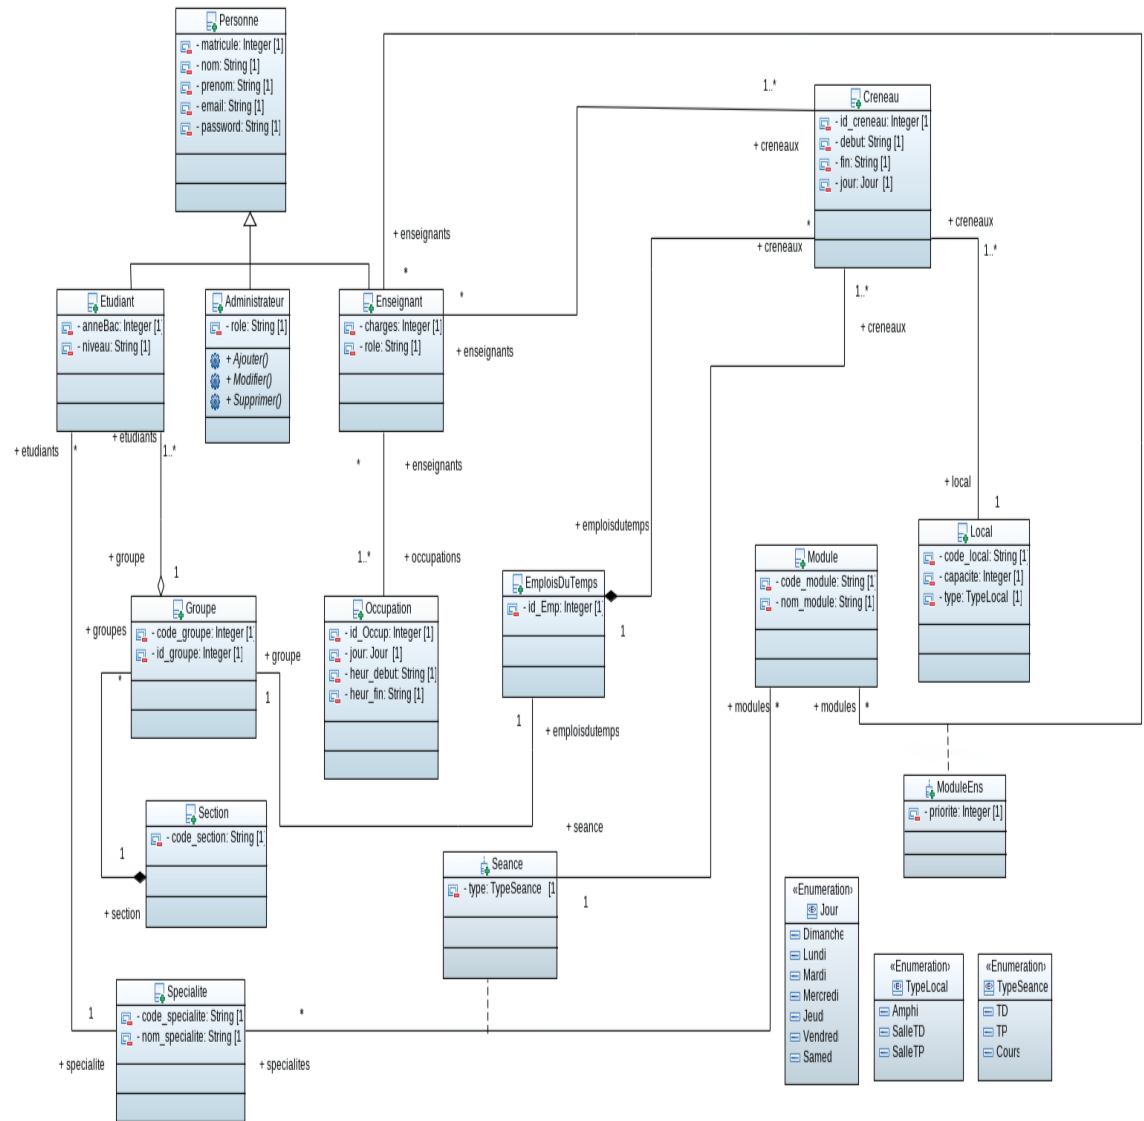 Personne
- matricule: Integer [1]
- nom: String [1]
- prenom: String [1]
- email: String [1]
- password: String [1]
1..*
+ creneaux
Creneau
- id_creneau: Integer [1
- debut: String [1]
- fin: String [1]
- jour: Jour [1]
+ enseignants
*
*
+ creneaux
+ creneaux
1..*
Etudiant
- anneBac: Integer [1]
- niveau: String [1]
Administrateur
- role: String [1]
+ Ajouter()
+ Modifier()
+ Supprimer()
Enseignant
- charges: Integer [1]
- role: String [1]
*
+ enseignants
1..*
+ creneaux
+ etudiants
*
+ etudiants
1..*
*
+ enseignants
+ local
1
+ groupe
1
1..*
+ occupations
+ emploisdutemps
Local
- code_local: String [1]
- capacite: Integer [1]
- type: TypeLocal [1]
Module
- code_module: String [1]
- nom_module: String [1]
EmploisDuTemps
- id_Emp: Integer [1]
1
Groupe
- code_groupe: Integer [1]
- id_groupe: Integer [1]
+ groupes
*
+ groupe
1
Occupation
- id_Occup: Integer [1]
- jour: Jour [1]
- heur_debut: String [1]
- heur_fin: String [1]
1
+ emploisdutemps
+ modules
*
+ modules
*
ModuleEns
- priorite: Integer [1]
Section
- code_section: String [1]
1
+ section
+ seance
Seance
- type: TypeSeance [1
1
«Enumeration»
Jour
Dimanche
Lundi
Mardi
Mercredi
Jeud
Vendred
Samed
«Enumeration»
TypeLocal
Amphi
SalleTD
SalleTP
«Enumeration»
TypeSeance
TD
TP
Cours
Specialite
- code_specialite: String [1
- nom_specialite: String [1
1
+ specialite
*
+ specialites